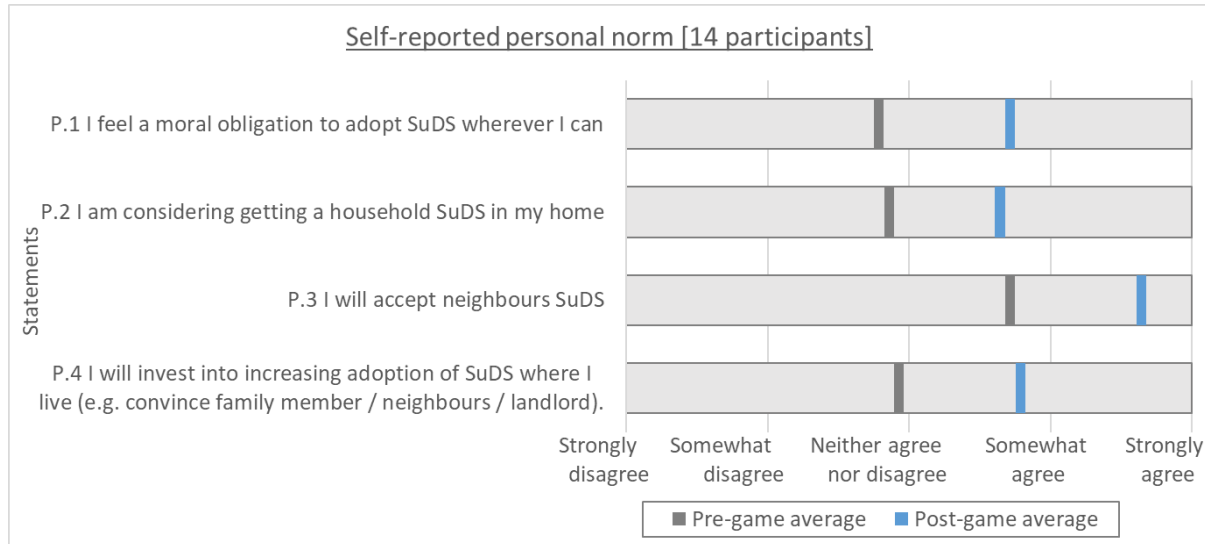 Self-reported personal norm [14 participants]
P.1 I feel a moral obligation to adopt SuDS wherever I can
P.2 I am considering getting a household SuDS in my home
Statements
P.3 I will accept neighbours SuDS
P.4 I will invest into increasing adoption of SuDS where I
live (e.g. convince family member / neighbours / landlord).
Strongly disagree
Somewhat disagree
Neither agree nor disagree
Somewhat agree
Strongly agree
Pre-game average
Post-game average